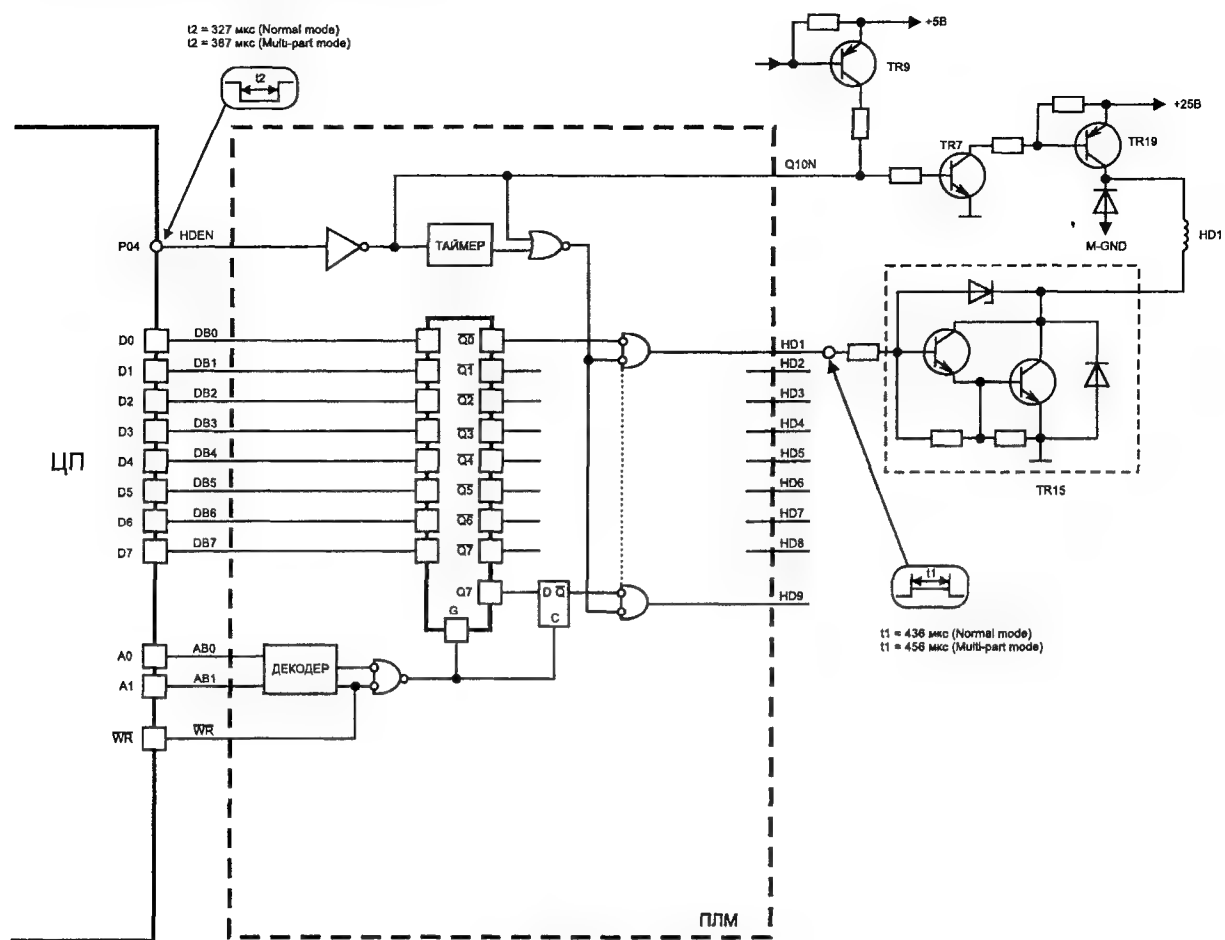 t2 = 327 мкс (Normal mode)
t2 = 367 мкс (Multi-part mode)
t2
+5В
TR9
+25В
TR19
TR7
Q10N
M-GND
HD1
P04
HDEN
ТАЙМЕР
ЦП
D0 DB0 Q0 HD1
D1 DB1 Q1 HD2
D2 DB2 Q2 HD3
D3 DB3 Q3 HD4
D4 DB4 Q4 HD5
D5 DB5 Q5 HD6
D6 DB6 Q6 HD7
D7 DB7 Q7 HD8
TR15
Q7 D Q HD9
G C
t1
t1 = 436 мкс (Normal mode)
t1 = 456 мкс (Multi-part mode)
A0 AB0
ДЕКОДЕР
A1 AB1
WR WR
ПЛМ